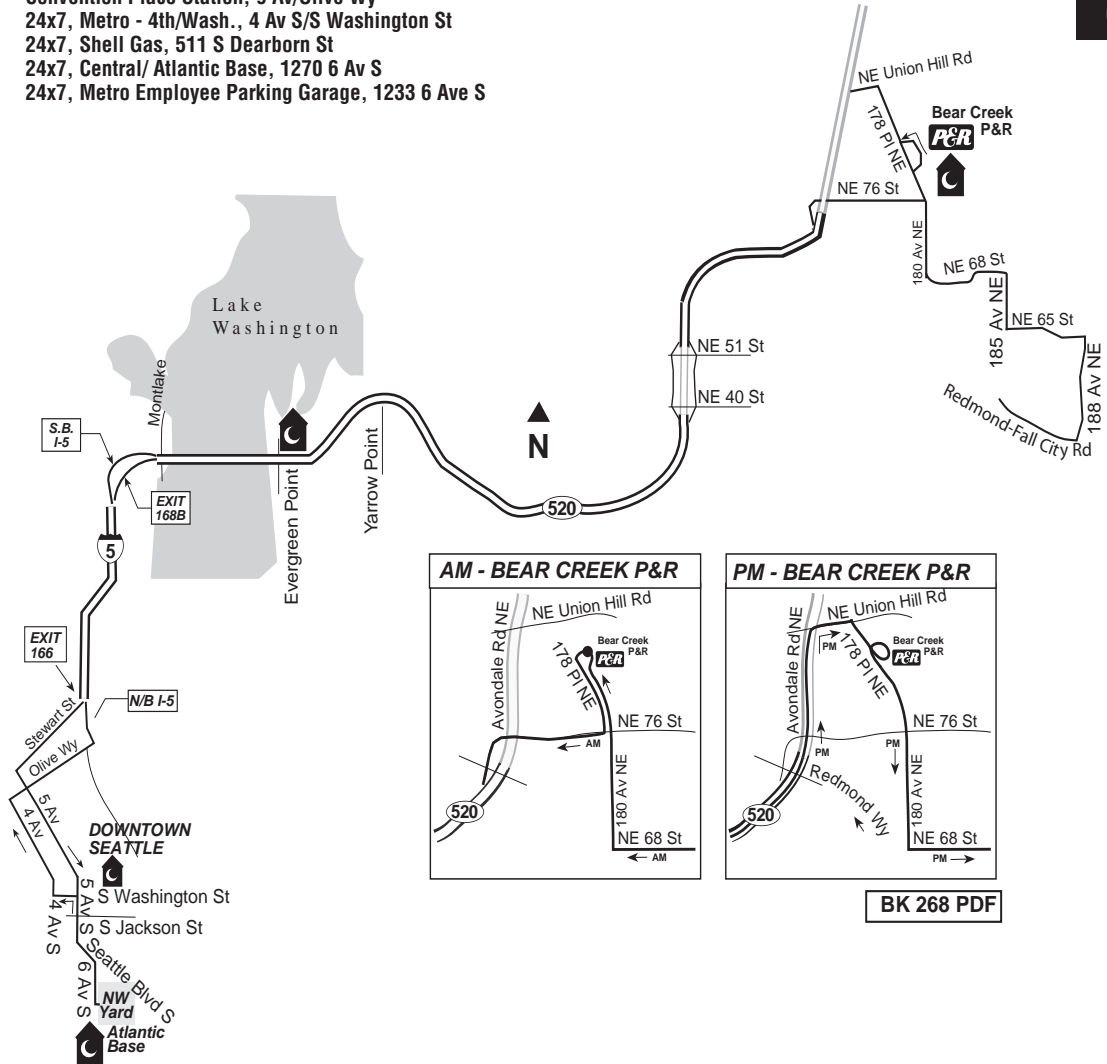 Convention Place Station, 9 Av/Olive Wy
24x7, Metro - 4th/Wash., 4 Av S/S Washington St
24x7, Shell Gas, 511 S Dearborn St
24x7, Central/ Atlantic Base, 1270 6 Av S
24x7, Metro Employee Parking Garage, 1233 6 Ave S
NE Union Hill Rd
178 Pl NE
Bear Creek
P&R P&R
NE 76 St
180 Av NE
NE 68 St
185 Av NE
NE 65 St
188 Av NE
Redmond-Fall City Rd
NE 51 St
NE 40 St
Lake
Washington
Montlake
S.B.
I-5
EXIT
168B
5
Evergreen Point
Yarrow Point
N
520
EXIT
166
N/B I-5
Stewart St
Olive Wy
5 Av
4 Av
DOWNTOWN
SEATTLE
S Washington St
5 Av S
4 Av S
S Jackson St
Seattle Blvd S
6 Av S
NW
Yard
Atlantic
Base
AM - BEAR CREEK P&R
Avondale Rd NE
NE Union Hill Rd
Bear Creek
P&R P&R
178 Pl NE
NE 76 St
AM
180 Av NE
520
NE 68 St
AM
PM - BEAR CREEK P&R
Avondale Rd NE
NE Union Hill Rd
PM
Bear Creek
P&R P&R
178 Pl NE
NE 76 St
PM
PM
Redmond Wy
180 Av NE
520
NE 68 St
PM
BK 268 PDF